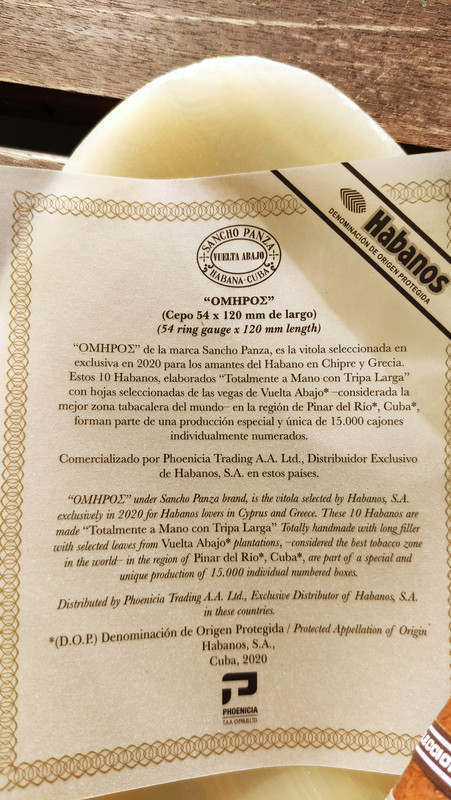 Habanos
DENOMINACIÓN DE ORIGEN PROTEGIDA
SANCHO PANZA
VUELTA ABAJO
HABANA-CUBA
“ΟΜΗΡΟΣ”
(Cepo 54 x 120 mm de largo)
(54 ring gauge x 120 mm length)
“ΟΜΗΡΟΣ” de la marca Sancho Panza, es la vitola seleccionada en
exclusiva en 2020 para los amantes del Habano en Chipre y Grecia.
Estos 10 Habanos, elaborados “Totalmente a Mano con Tripa Larga”
con hojas seleccionadas de las vegas de Vuelta Abajo* –considerada la
mejor zona tabacalera del mundo– en la región de Pinar del Río*, Cuba*,
forman parte de una producción especial y única de 15.000 cajones
individualmente numerados.
Comercializado por Phoenicia Trading A.A. Ltd., Distribuidor Exclusivo
de Habanos, S.A. en estos países.
“ΟΜΗΡΟΣ” under Sancho Panza brand, is the vitola selected by Habanos, S.A.
exclusively in 2020 for Habanos lovers in Cyprus and Greece. These 10 Habanos are
made “Totalmente a Mano con Tripa Larga” Totally handmade with long filler
with selected leaves from Vuelta Abajo* plantations, –considered the best tobacco zone
in the world– in the region of Pinar del Río*, Cuba*, are part of a special and
unique production of 15.000 individual numbered boxes.
Distributed by Phoenicia Trading A.A. Ltd., Exclusive Distributor of Habanos, S.A.
in these countries.
*(D.O.P.) Denominación de Origen Protegida / Protected Appellation of Origin
Habanos, S.A.,
Cuba, 2020
PHOENICIA